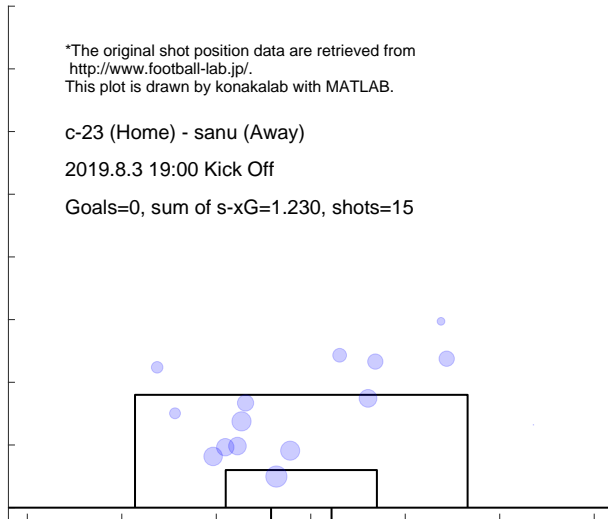 *The original shot position data are retrieved from
http://www.football-lab.jp/.
This plot is drawn by konakalab with MATLAB.
c-23 (Home) - sanu (Away)
2019.8.3 19:00 Kick Off
Goals=0, sum of s-xG=1.230, shots=15